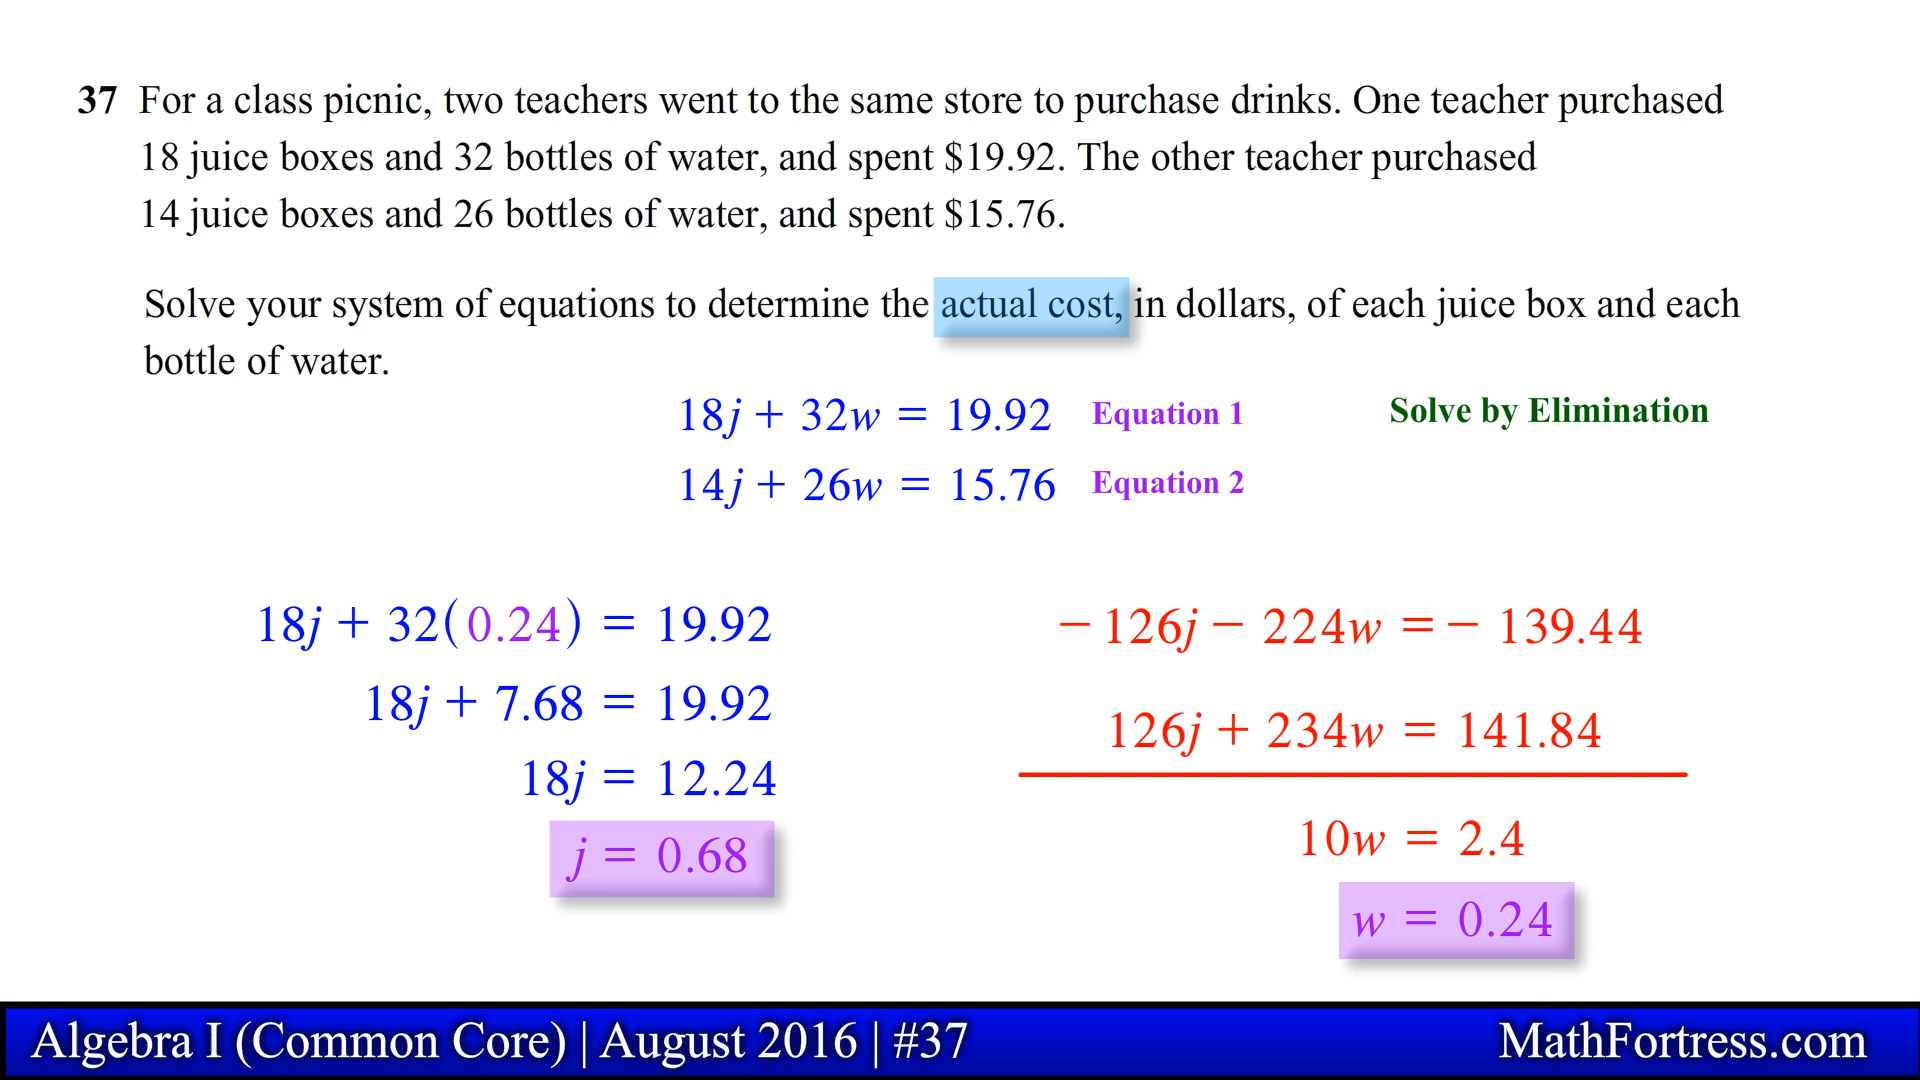 37 For a class picnic, two teachers went to the same store to purchase drinks. One teacher purchased
18 juice boxes and 32 bottles of water, and spent $19.92. The other teacher purchased
14 juice boxes and 26 bottles of water, and spent $15.76.
Solve your system of equations to determine the actual cost, in dollars, of each juice box and each
bottle of water.
18j + 32w = 19.92 Equation 1 Solve by Elimination
14j + 26w = 15.76 Equation 2
18j + 32(0.24) = 19.92
18j + 7.68 = 19.92
18j = 12.24
j = 0.68
− 126j − 224w = − 139.44
126j + 234w = 141.84
10w = 2.4
w = 0.24
Algebra I (Common Core) | August 2016 | #37 MathFortress.com